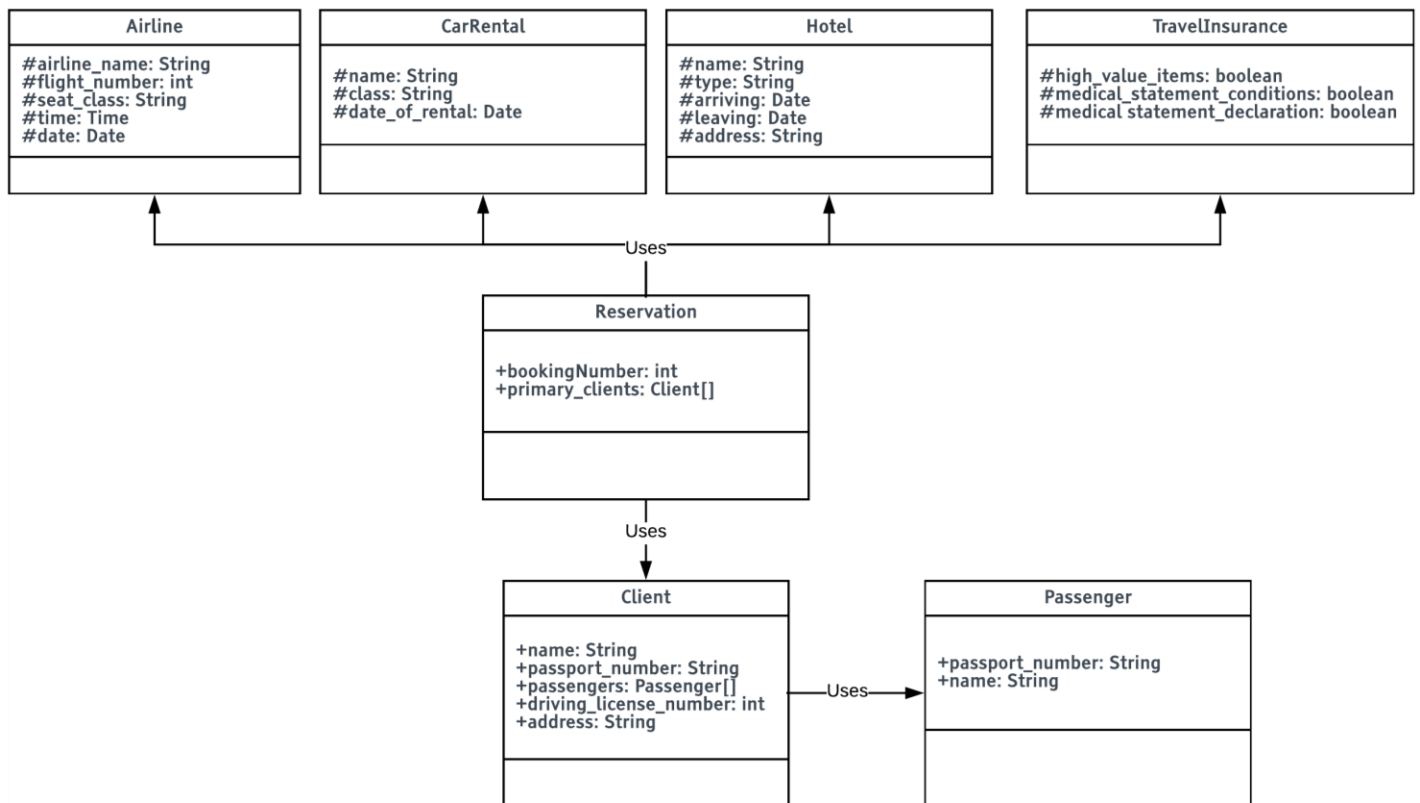 Airline
#airline_name: String
#flight_number: int
#seat_class: String
#time: Time
#date: Date
CarRental
#name: String
#class: String
#date_of_rental: Date
Hotel
#name: String
#type: String
#arriving: Date
#leaving: Date
#address: String
TravelInsurance
#high_value_items: boolean
#medical_statement_conditions: boolean
#medical statement_declaration: boolean
Uses
Reservation
+bookingNumber: int
+primary_clients: Client[]
Uses
Client
+name: String
+passport_number: String
+passengers: Passenger[]
+driving_license_number: int
+address: String
Uses
Passenger
+passport_number: String
+name: String